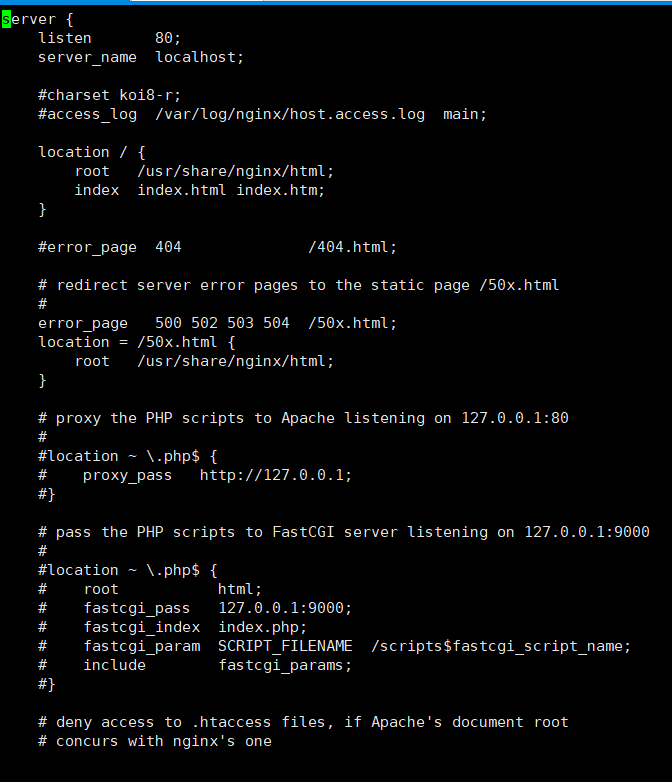 server {
    listen       80;
    server_name  localhost;

    #charset koi8-r;
    #access_log  /var/log/nginx/host.access.log  main;

    location / {
        root   /usr/share/nginx/html;
        index  index.html index.htm;
    }

    #error_page  404              /404.html;

    # redirect server error pages to the static page /50x.html
    #
    error_page   500 502 503 504  /50x.html;
    location = /50x.html {
        root   /usr/share/nginx/html;
    }

    # proxy the PHP scripts to Apache listening on 127.0.0.1:80
    #
    #location ~ \.php$ {
    #    proxy_pass   http://127.0.0.1;
    #}

    # pass the PHP scripts to FastCGI server listening on 127.0.0.1:9000
    #
    #location ~ \.php$ {
    #    root           html;
    #    fastcgi_pass   127.0.0.1:9000;
    #    fastcgi_index  index.php;
    #    fastcgi_param  SCRIPT_FILENAME  /scripts$fastcgi_script_name;
    #    include        fastcgi_params;
    #}

    # deny access to .htaccess files, if Apache's document root
    # concurs with nginx's one